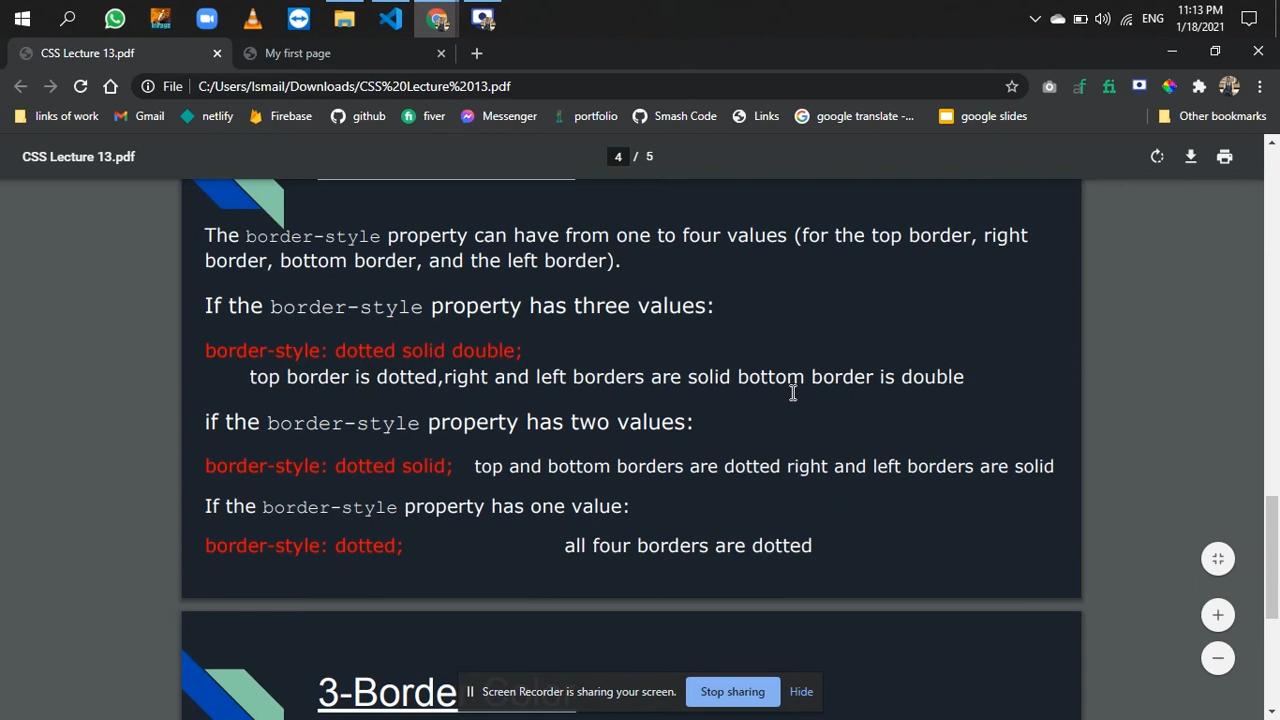 ENG
11:13 PM
1/18/2021
CSS Lecture 13.pdf
My first page
File
C:/Users/Ismail/Downloads/CSS%20Lecture%2013.pdf
links of work
Gmail
netlify
Firebase
github
fiver
Messenger
portfolio
Smash Code
Links
google translate -...
google slides
Other bookmarks
CSS Lecture 13.pdf
4 / 5
The border-style property can have from one to four values (for the top border, right
border, bottom border, and the left border).
If the border-style property has three values:
border-style: dotted solid double;
top border is dotted,right and left borders are solid bottom border is double
if the border-style property has two values:
border-style: dotted solid; top and bottom borders are dotted right and left borders are solid
If the border-style property has one value:
border-style: dotted; all four borders are dotted
3-Borde
Screen Recorder is sharing your screen.
Stop sharing
Hide